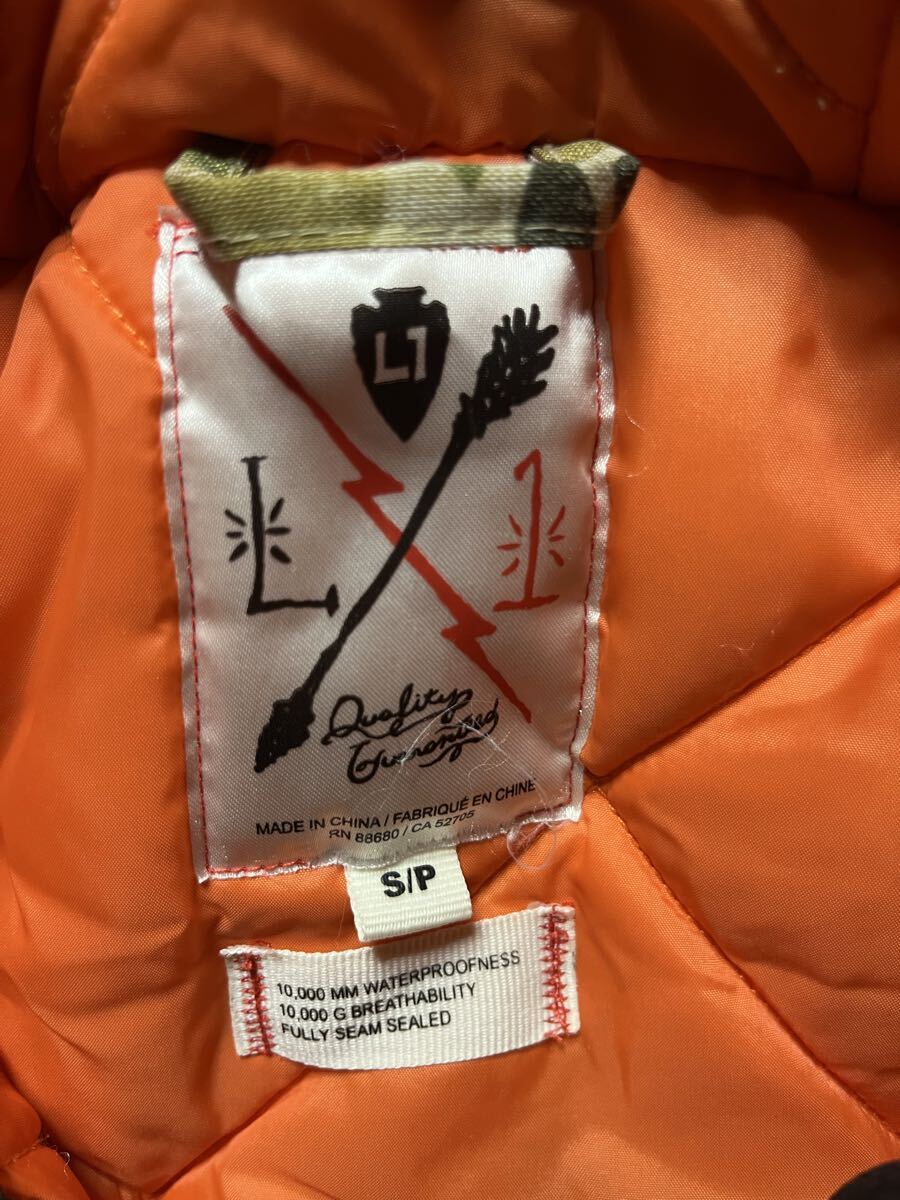 L1
L 1
Quality
Guaranteed
MADE IN CHINA / FABRIQUÉ EN CHINE
RN 88680 / CA 52705
S/P
10,000 MM WATERPROOFNESS
10,000 G BREATHABILITY
FULLY SEAM SEALED